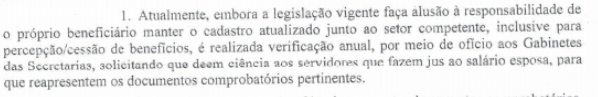 1. Atualmente, embora a legislação vigente faça alusão à responsabilidade de
o próprio beneficiário manter o cadastro atualizado junto ao setor competente, inclusive para
percepção/cessão de benefícios, é realizada verificação anual, por meio de ofício aos Gabinetes
das Secretarias, solicitando que deem ciência aos servidores que fazem jus ao salário esposa, para
que reapresentem os documentos comprobatórios pertinentes.